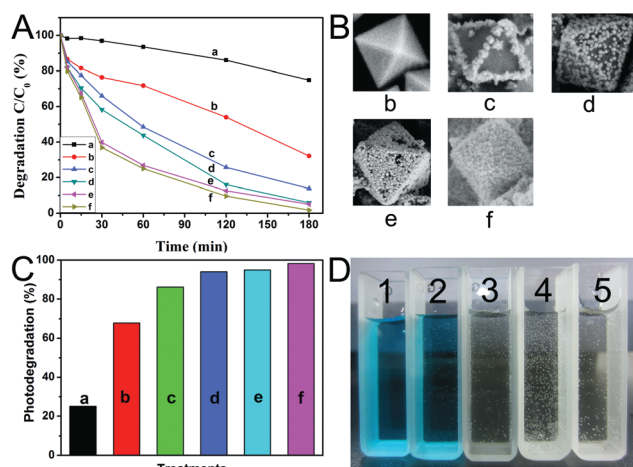 A
Degradation C/C₀ (%)
100
80
60
40
20
0
a
b
c
d
e
f
a
b
c
d
e
f
0 30 60 90 120 150 180
Time (min)
B
b c d
e f
C
Photodegradation (%)
100
80
60
40
20
0
a b c d e f
Treatments
D
1 2 3 4 5